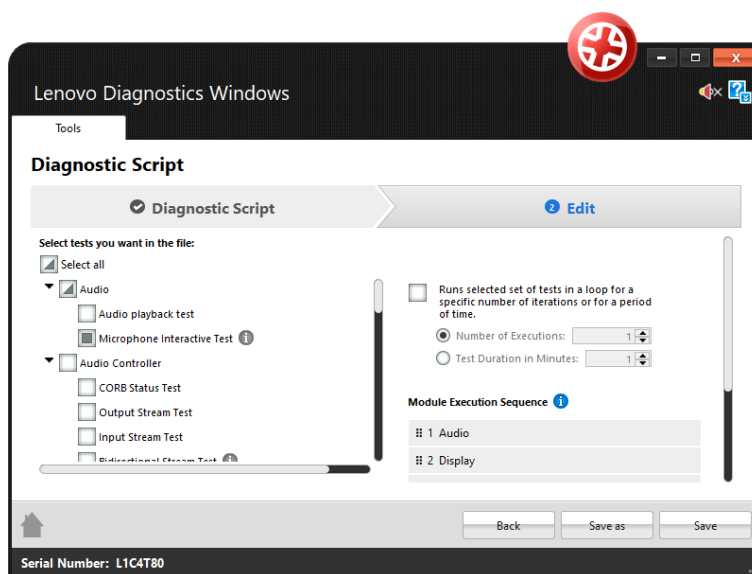 Lenovo Diagnostics Windows
Tools
Diagnostic Script
Diagnostic Script
2 Edit
Select tests you want in the file:
Select all
Audio
Audio playback test
Microphone Interactive Test
Audio Controller
CORB Status Test
Output Stream Test
Input Stream Test
Bidirectional Stream Test
Runs selected set of tests in a loop for a
specific number of iterations or for a period
of time.
Number of Executions: 1
Test Duration in Minutes: 1
Module Execution Sequence
1 Audio
2 Display
Back
Save as
Save
Serial Number: L1C4T80